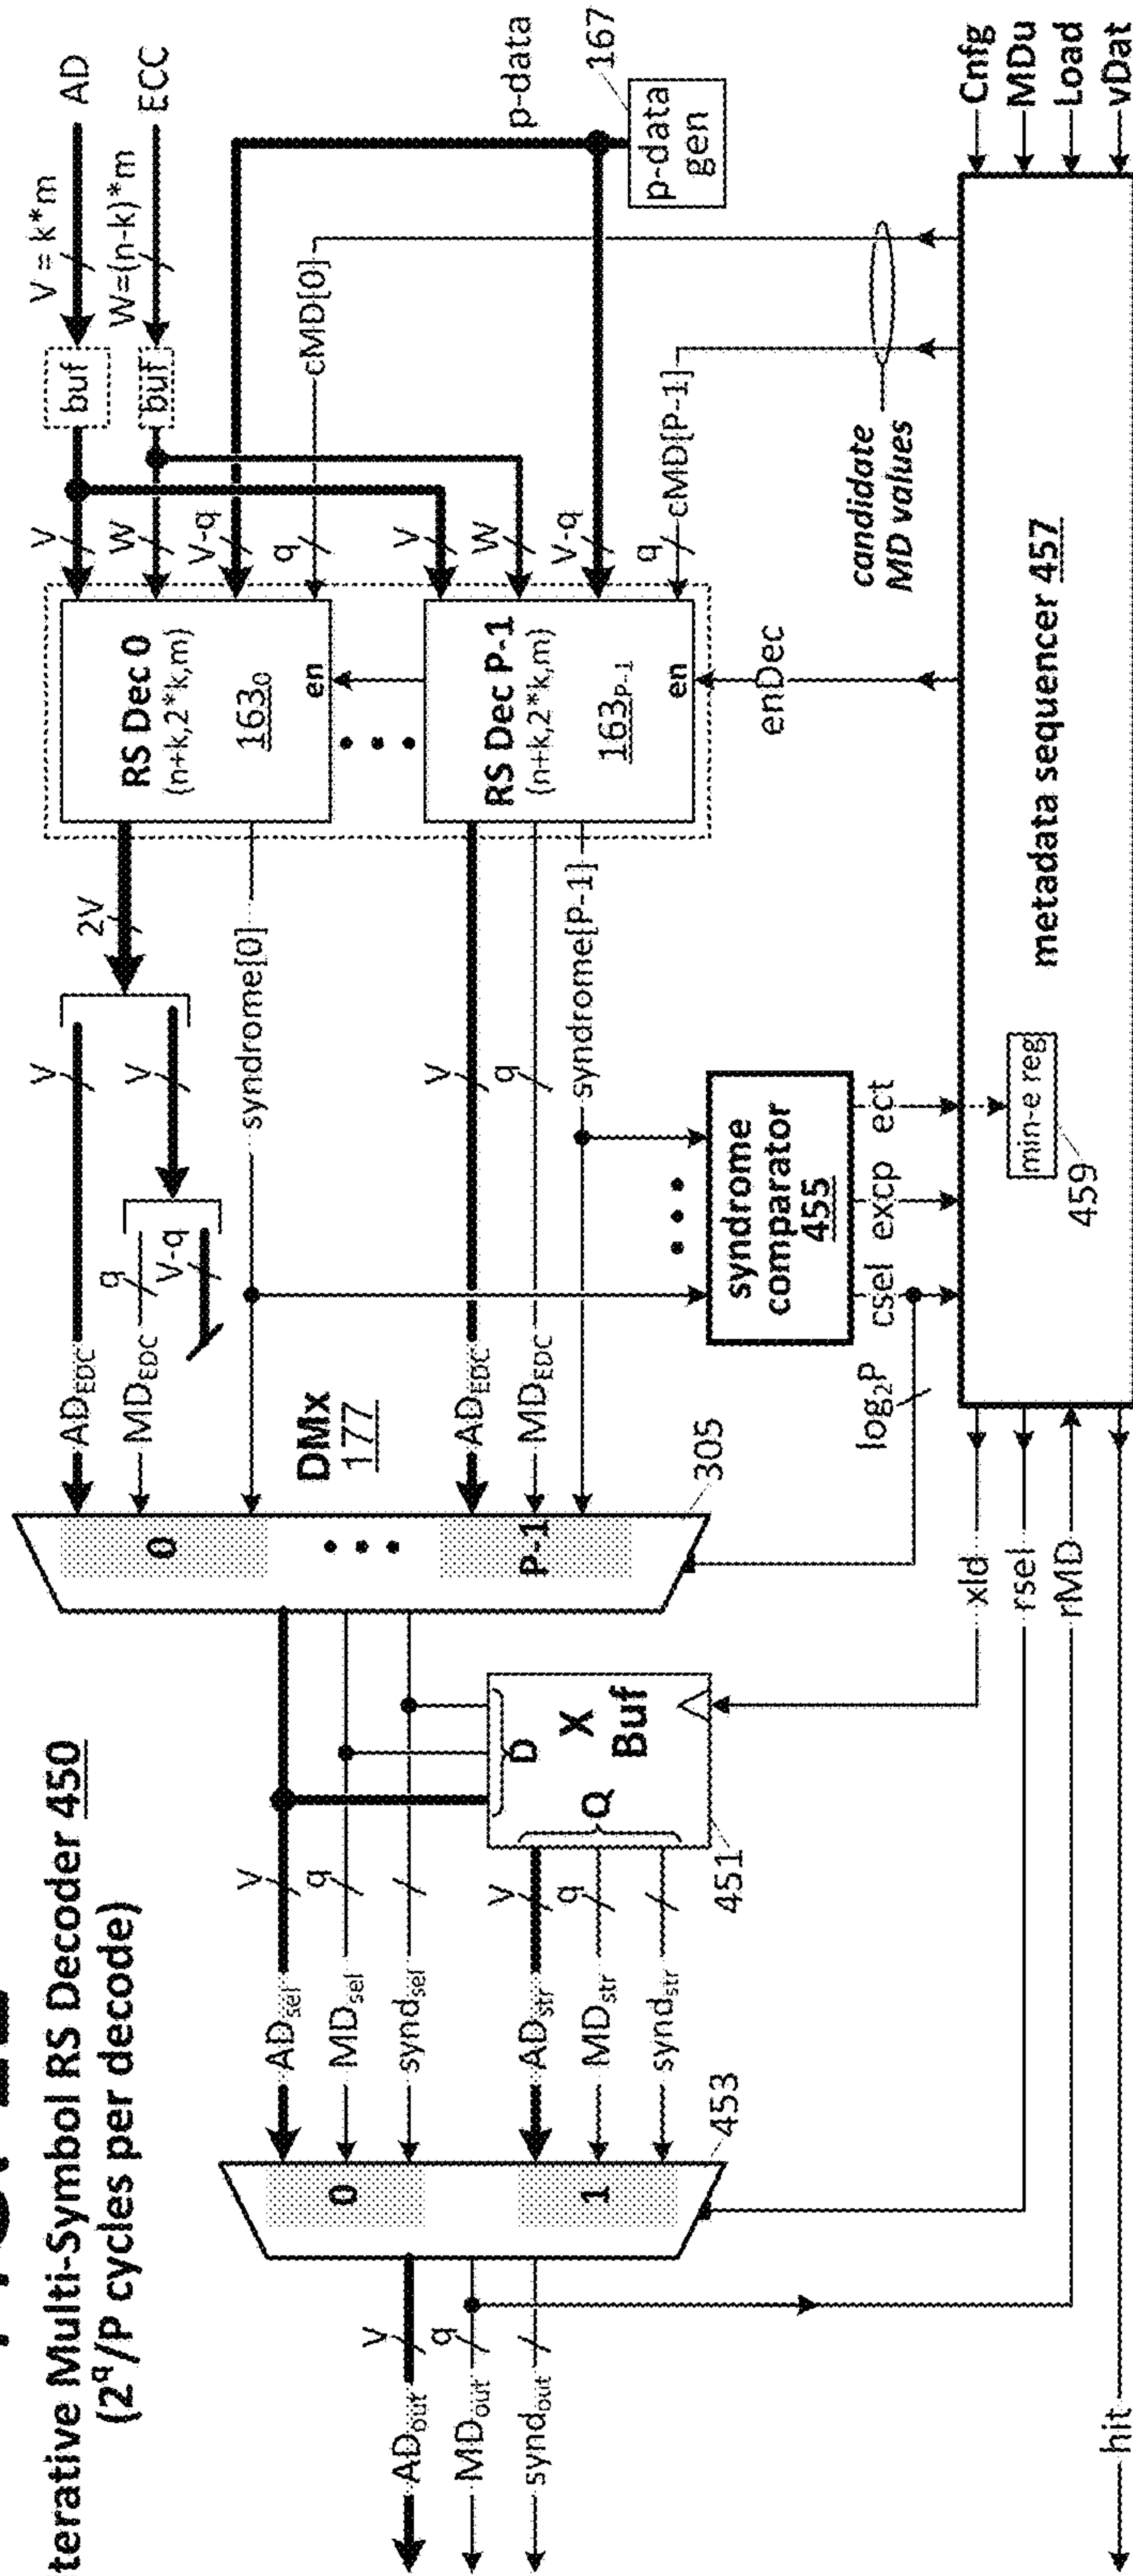 terative Multi-Symbol RS Decoder 450
(2^q/P cycles per decode)
V = k*m
AD
W=(n-k)*m
ECC
buf
buf
p-data
167
p-data
gen
V
W
V-q
q
cMD[0]
V
W
V-q
q
cMD[P-1]
candidate
MD values
RS Dec 0
(n+k,2*k,m)
163₀
en
RS Dec P-1
(n+k,2*k,m)
163P-1
en
enDec
2V
V
V
q
V-q
syndrome[0]
V
q
syndrome[P-1]
ADEDC
MDEDC
DMx
177
ADEDC
MDEDC
syndrome
comparator
455
csel
excp
ect
log₂P
305
0
P-1
V
q
ADsel
MDsel
syndsel
D
X
Buf
Q
451
V
q
ADstr
MDstr
syndstr
453
0
1
V
q
ADout
MDout
syndout
xld
rsel
rMD
hit
min-e reg
459
metadata sequencer 457
Cnfg
MDu
Load
vDat